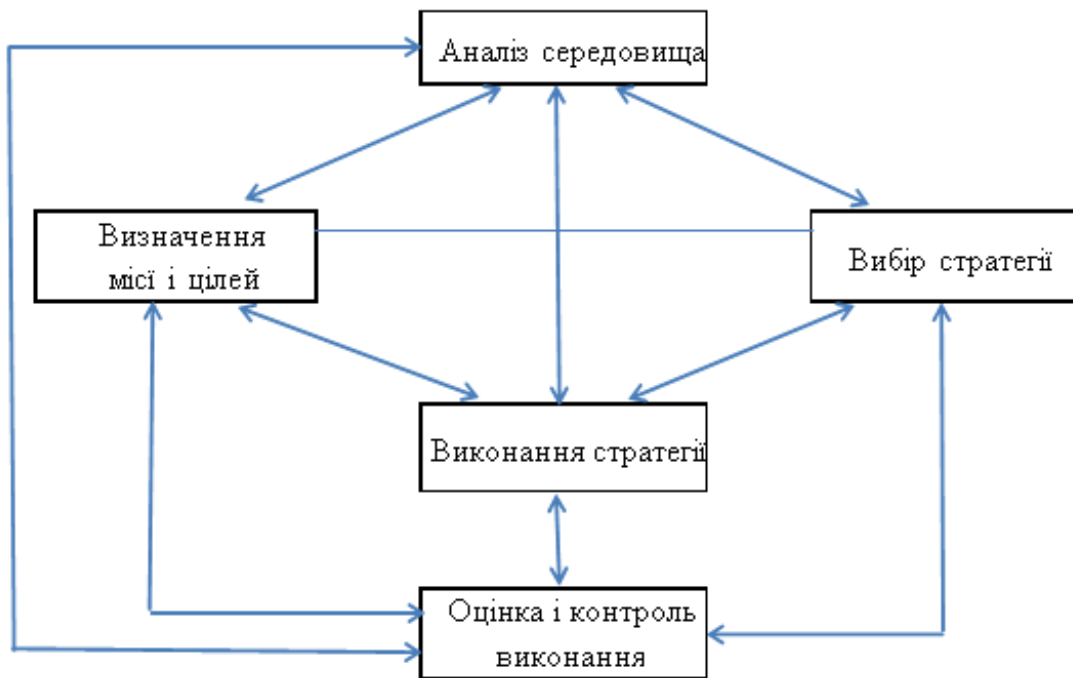 Аналіз середовища
Визначення
місії і цілей
Вибір стратегії
Виконання стратегії
Оцінка і контроль
виконання